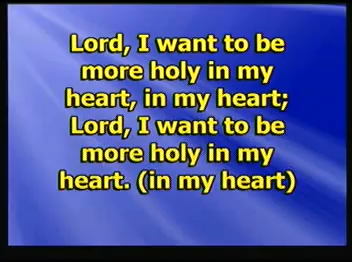 Lord, I want to be
more holy in my
heart, in my heart;
Lord, I want to be
more holy in my
heart. (in my heart)